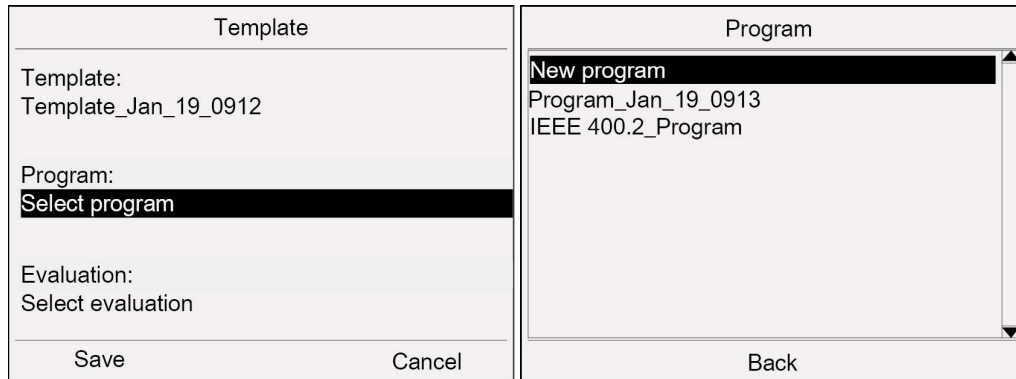 Template
Template:
Template_Jan_19_0912
Program:
Select program
Evaluation:
Select evaluation
Save
Cancel
Program
New program
Program_Jan_19_0913
IEEE 400.2_Program
Back